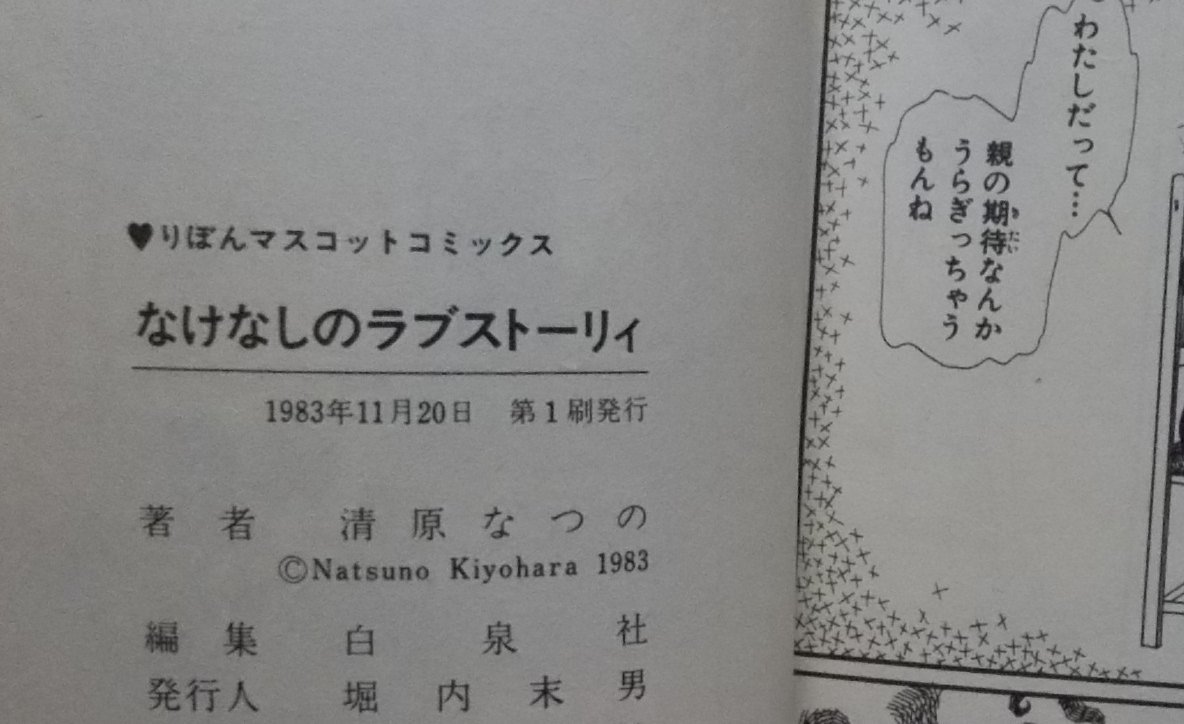 ♥りぼんマスコットコミックス
なけなしのラブストーリィ
1983年11月20日　第1刷発行
著者　清原なつの
©Natsuno Kiyohara 1983
編集　白泉社
発行人　堀内末男
わたしだって…
親の期待なんか
きたい
うらぎっちゃう
もんね